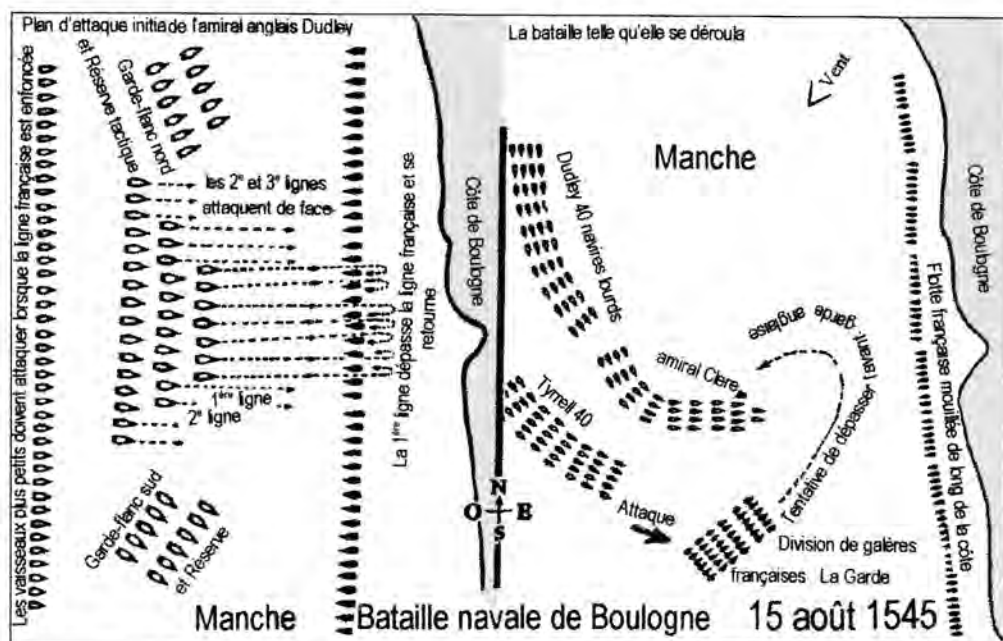 Plan d'attaque initia de l'amiral anglais Dudley
Les vaisseaux plus petits doivent attaquer lorsque la ligne française est enfoncée
et Réserve tactique
Garde-flanc nord
les 2e et 3e lignes
attaquent de face
1ère ligne
2e ligne
Garde-flanc sud
et Réserve
La 1ère ligne dépasse la ligne française et se
retourne.
Côte de Boulogne
La bataille telle qu'elle se déroula
Vent
Manche
Dudley 40 navires lourds
amiral Clere
Tyrrell 40
Attaque
Tentative de dépasser l'avant-garde anglaise
Division de galères
françaises La Garde
Flotte française mouillée de long de la côte
Côte de Boulogne
N
O E
S
Manche Bataille navale de Boulogne 15 août 1545